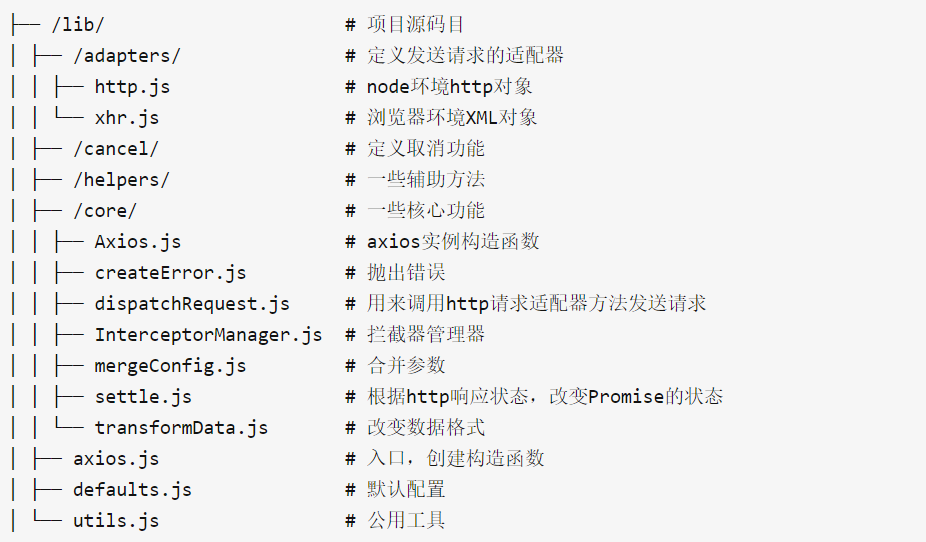 ├── /lib/                      # 项目源码目
│ ├── /adapters/               # 定义发送请求的适配器
│ │ ├── http.js                # node环境http对象
│ │ └── xhr.js                 # 浏览器环境XML对象
│ ├── /cancel/                 # 定义取消功能
│ ├── /helpers/                # 一些辅助方法
│ ├── /core/                   # 一些核心功能
│ │ ├── Axios.js               # axios实例构造函数
│ │ ├── createError.js         # 抛出错误
│ │ ├── dispatchRequest.js     # 用来调用http请求适配器方法发送请求
│ │ ├── InterceptorManager.js  # 拦截器管理器
│ │ ├── mergeConfig.js         # 合并参数
│ │ ├── settle.js              # 根据http响应状态，改变Promise的状态
│ │ └── transformData.js       # 改变数据格式
│ ├── axios.js                 # 入口，创建构造函数
│ ├── defaults.js              # 默认配置
│ └── utils.js                 # 公用工具